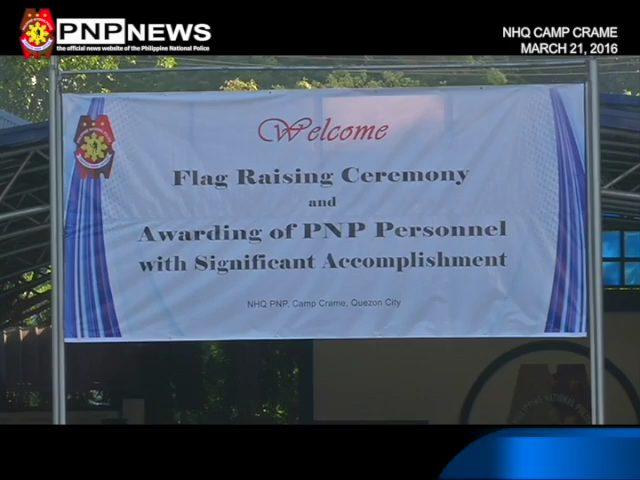 PNPNEWS
the official news website of the Philippine National Police
NHQ CAMP CRAME
MARCH 21, 2016
Welcome
Flag Raising Ceremony
and
Awarding of PNP Personnel
with Significant Accomplishment
NHQ PNP, Camp Crame, Quezon City